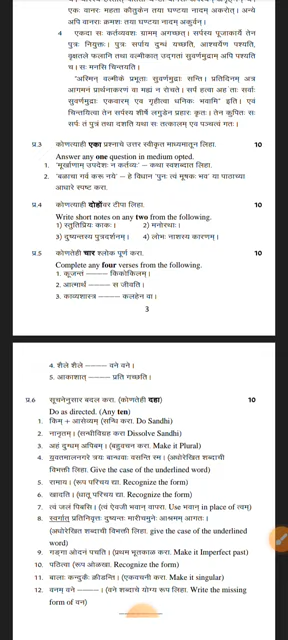 एकः वानरः महता कौतुकेन तया घण्टया नादम् अकरोत्। अन्ये
अपि वानराः क्रमशः तया घण्टया नादम् अकुर्वन्।
4 एकदा सः कर्तव्यवशः ग्रामम् अगच्छत्। सर्पस्य पूजाकार्ये तेन
पुत्रः नियुक्तः। पुत्रः सर्पाय दुग्धं यच्छति, आश्चर्येण पश्यति,
वृक्षतले फलानि तथा वल्मीकात् उद्गतां सुवर्णमुद्राम् अपि पश्यति
च। सः मनसि चिन्तयति।
"अस्मिन् वल्मीके प्रभूताः सुवर्णमुद्राः सन्ति। प्रतिदिनम् अत्र
आगमनं प्रार्थनाकरणं वा मह्यं न रोचते। सर्पं हत्वा अहं ताः सर्वाः
सुवर्णमुद्राः एकवारम् एव गृहीत्वा धनिकः भवामि" इति। एवं
चिन्तयित्वा तेन सर्पस्य शीर्षे लगुडेन प्रहारः कृतः। तेन कुपितः सः
सर्पः तं पुत्रं तथा दशति यथा सः तत्कालम् एव पञ्चत्वं गतः।
प्र.3 कोणत्याही एका प्रश्नाचे उत्तर स्वीकृत माध्यमातून लिहा. 10
Answer any one question in medium opted.
1. 'मूर्खाणाम् उपदेशः न कर्तव्यः' – कथा स्वशब्दात लिहा.
2. 'बळाचा गर्व करू नये' – हे विधान 'पुनः त्वं मूषकः भव' या पाठाच्या
आधारे स्पष्ट करा.
प्र.4 कोणत्याही दोहोंवर टीपा लिहा. 10
Write short notes on any two from the following.
1) स्तुतिप्रियः काकः। 2) मनोरथाः।
3) दुष्यन्तस्य पुत्रदर्शनम्। 4) लोभः नाशस्य कारणम्।
प्र.5 कोणतेही चार श्लोक पूर्ण करा. 10
Complete any four verses from the following.
1. कूजन्तं ––––– किकोकिलम्।
2. आत्मार्थं ––––– स जीवति।
3. काव्यशास्त्र ––––– कलहेन वा।
3
4. शैले शैले ––––– वने वने।
5. आकाशात् ––––– प्रति गच्छति।
प्र.6 सूचनेनुसार बदल करा. (कोणतेही दहा) 10
Do as directed. (Any ten)
1. किम् + आसेव्यम् (सन्धि करा. Do Sandhi)
2. नानृतम्। (सन्धीविग्रह करा Dissolve Sandhi)
3. अहं दुग्धम् अपिबम्। (बहुवचन करा. Make it Plural)
4. युवतमालनगरे त्रयः बान्धवाः वसन्ति स्म। (अधोरेखित शब्दाची
विभक्ती लिहा. Give the case of the underlined word)
5. रामाय। (रूप परिचय द्या. Recognize the form)
6. खादति। (धातू परिचय द्या. Recognize the form)
7. त्वं जलं पिबसि। (त्वं ऐवजी भवान् वापरा. Use भवान् in place of त्वम्)
8. स्वर्गात् प्रतिनिवृत्तः दुष्यन्तः मारीचमुनेः आश्रमम् आगतः।
(अधोरेखित शब्दाची विभक्ती लिहा. give the case of the underlined
word)
9. गङ्गा ओदनं पचति। (प्रथम भूतकाळ करा. Make it Imperfect past)
10. पठित्वा। (रूप ओळखा. Recognize the form)
11. बालाः कन्दुकैः क्रीडन्ति। (एकवचनी करा. Make it singular)
12. वनम् वने –––––। (वने शब्दाचे योग्य रूप लिहा. Write the missing
form of वन)